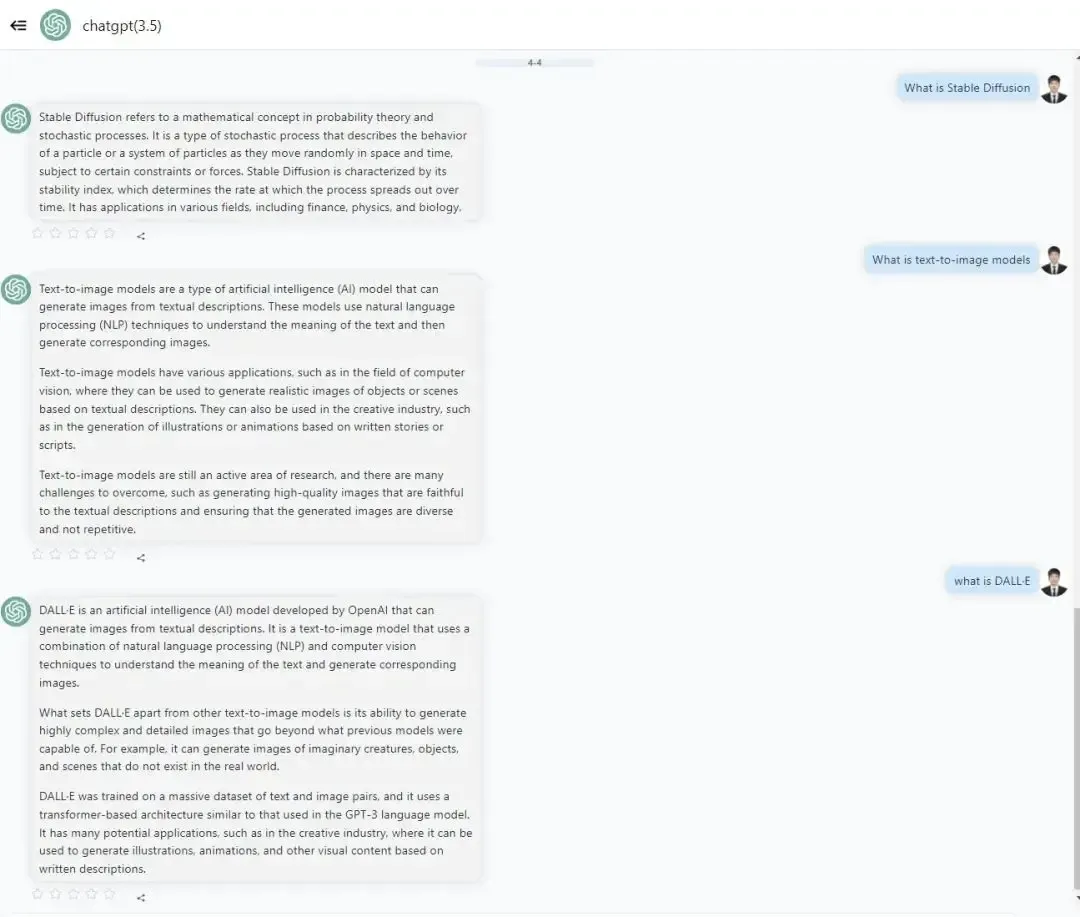 chatgpt(3.5)
4-4
What is Stable Diffusion
Stable Diffusion refers to a mathematical concept in probability theory and
stochastic processes. It is a type of stochastic process that describes the behavior
of a particle or a system of particles as they move randomly in space and time,
subject to certain constraints or forces. Stable Diffusion is characterized by its
stability index, which determines the rate at which the process spreads out over
time. It has applications in various fields, including finance, physics, and biology.
What is text-to-image models
Text-to-image models are a type of artificial intelligence (AI) model that can
generate images from textual descriptions. These models use natural language
processing (NLP) techniques to understand the meaning of the text and then
generate corresponding images.
Text-to-image models have various applications, such as in the field of computer
vision, where they can be used to generate realistic images of objects or scenes
based on textual descriptions. They can also be used in the creative industry, such
as in the generation of illustrations or animations based on written stories or
scripts.
Text-to-image models are still an active area of research, and there are many
challenges to overcome, such as generating high-quality images that are faithful
to the textual descriptions and ensuring that the generated images are diverse
and not repetitive.
what is DALL·E
DALL·E is an artificial intelligence (AI) model developed by OpenAI that can
generate images from textual descriptions. It is a text-to-image model that uses a
combination of natural language processing (NLP) and computer vision
techniques to understand the meaning of the text and generate corresponding
images.
What sets DALL·E apart from other text-to-image models is its ability to generate
highly complex and detailed images that go beyond what previous models were
capable of. For example, it can generate images of imaginary creatures, objects,
and scenes that do not exist in the real world.
DALL·E was trained on a massive dataset of text and image pairs, and it uses a
transformer-based architecture similar to that used in the GPT-3 language model.
It has many potential applications, such as in the creative industry, where it can be
used to generate illustrations, animations, and other visual content based on
written descriptions.